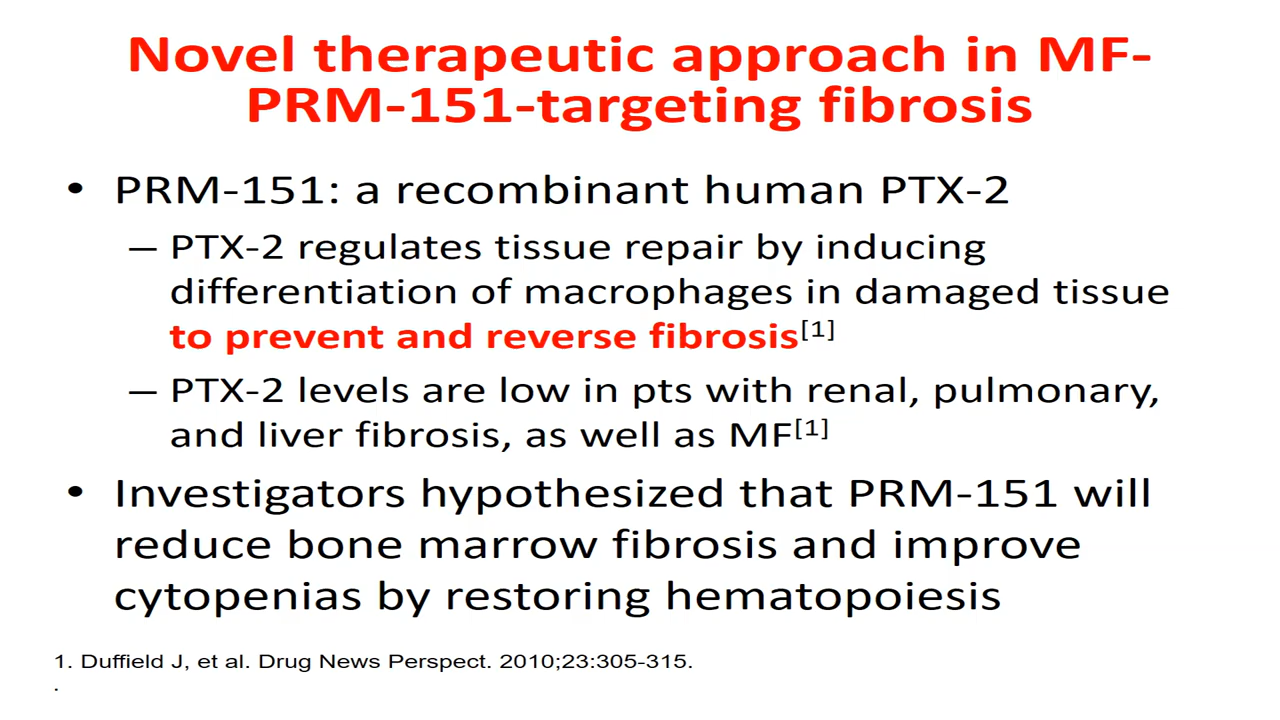 Novel therapeutic approach in MF-
PRM-151-targeting fibrosis
• PRM-151: a recombinant human PTX-2
– PTX-2 regulates tissue repair by inducing
differentiation of macrophages in damaged tissue
to prevent and reverse fibrosis[1]
– PTX-2 levels are low in pts with renal, pulmonary,
and liver fibrosis, as well as MF[1]
• Investigators hypothesized that PRM-151 will
reduce bone marrow fibrosis and improve
cytopenias by restoring hematopoiesis
1. Duffield J, et al. Drug News Perspect. 2010;23:305-315.
.